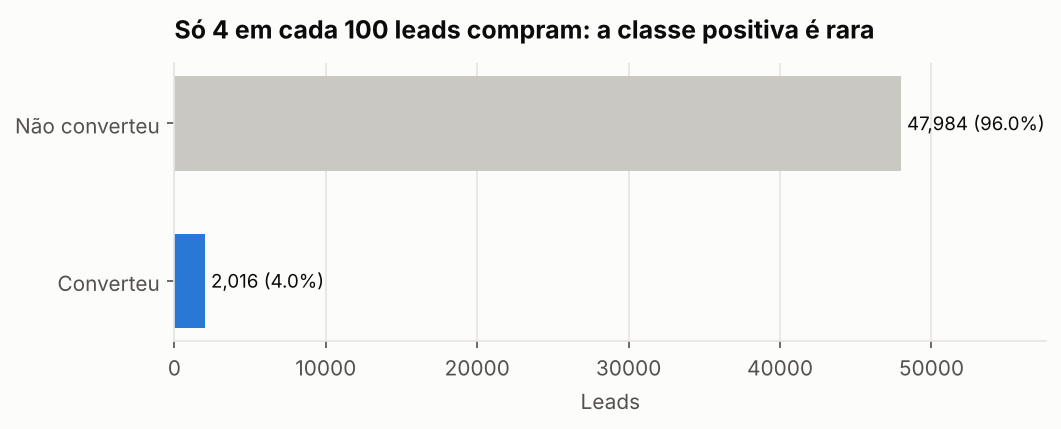 Só 4 em cada 100 leads compram: a classe positiva é rara
Não converteu
47,984 (96.0%)
Converteu
2,016 (4.0%)
0 10000 20000 30000 40000 50000
Leads